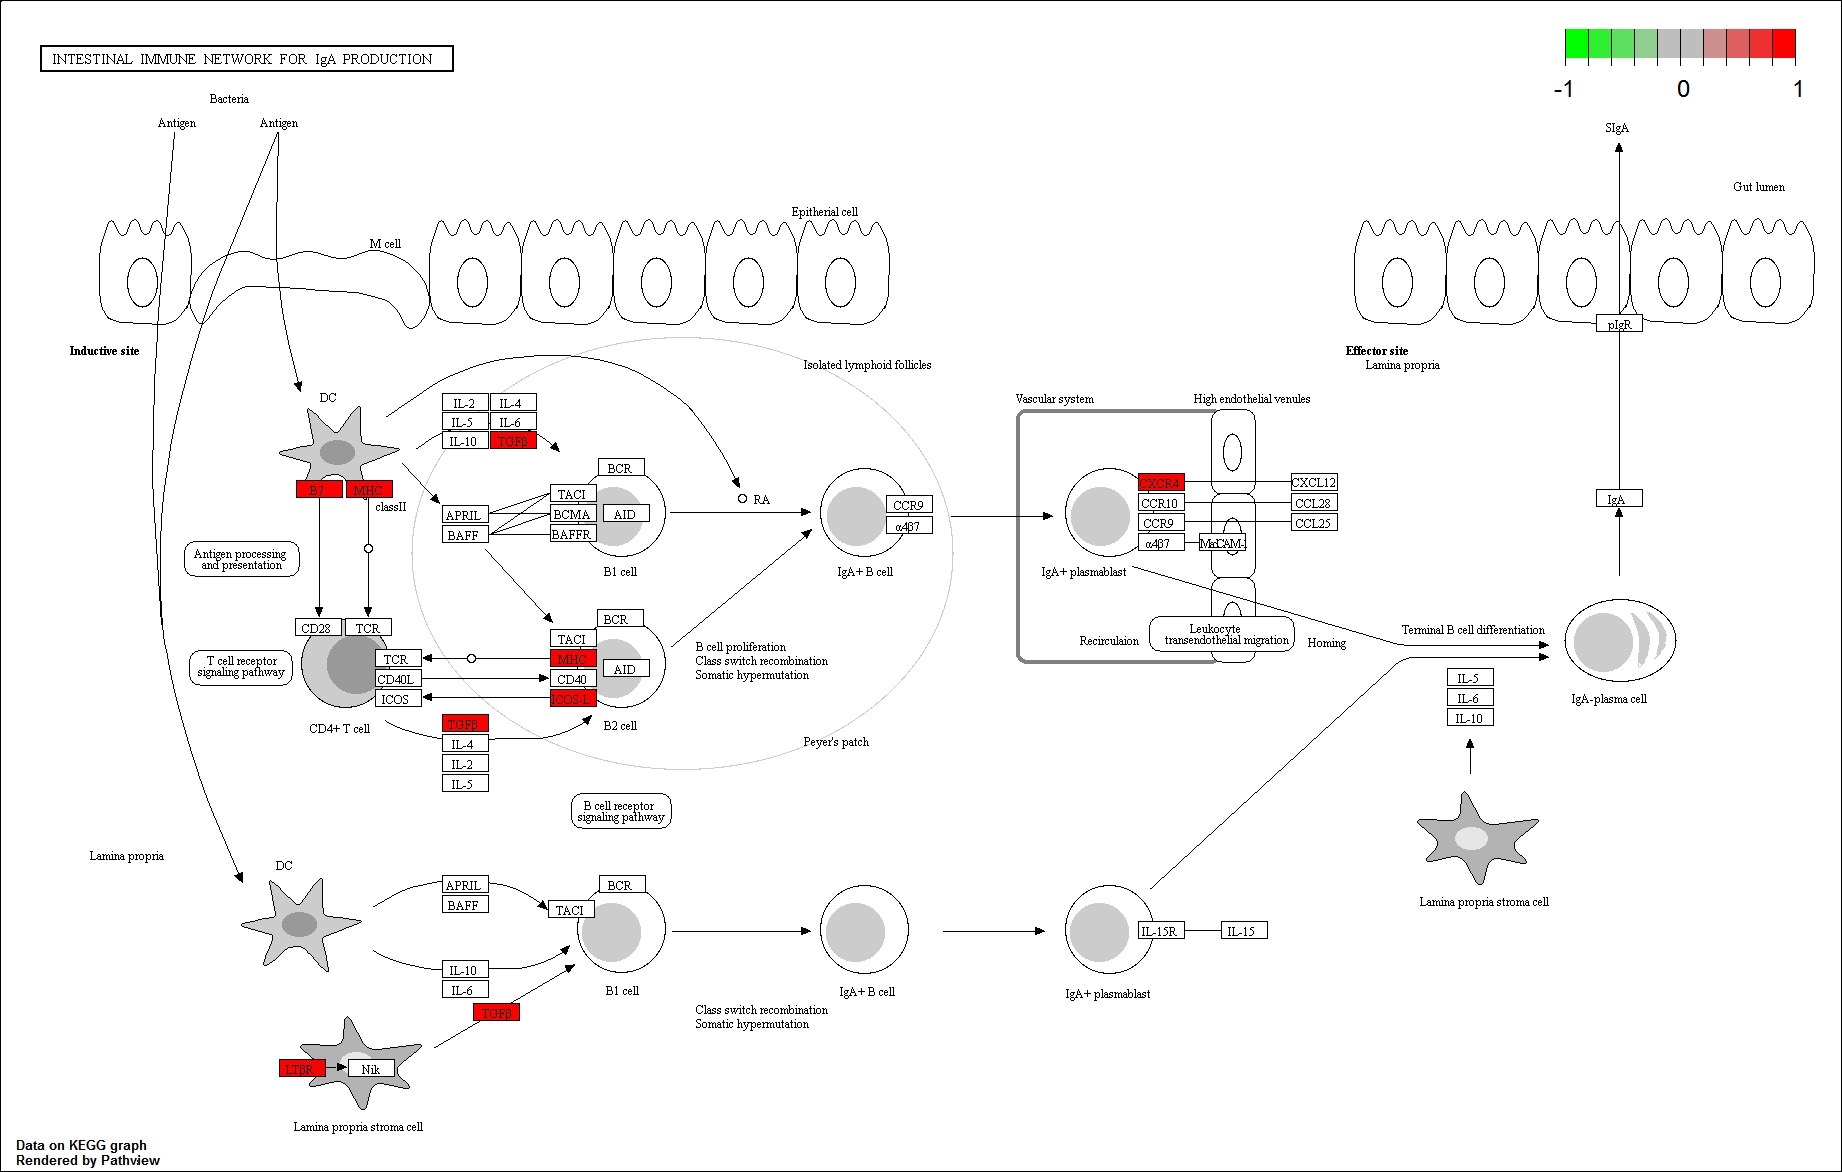 INTESTINAL IMMUNE NETWORK FOR IgA PRODUCTION
-1 0 1
Bacteria
Antigen
Antigen
SIgA
Gut lumen
Epitherial cell
M cell
pIgR
Inductive site
Effector site
Lamina propria
Isolated lymphoid follicles
DC
IL-2
IL-4
IL-5
IL-6
IL-10
TGFβ
B7
MHC
classII
APRIL
BAFF
BCR
TACI
BCMA
BAFFR
AID
B1 cell
RA
CCR9
α4β7
IgA+ B cell
Vascular system
High endothelial venules
CXCR4
CCR10
CCR9
α4β7
CXCL12
CCL28
CCL25
IgA+ plasmablast
IgA
Antigen processing
and presentation
CD28
TCR
T cell receptor
signaling pathway
TCR
CD40L
ICOS
CD4+ T cell
BCR
TACI
MHC
CD40
ICOS-L
AID
B2 cell
B cell proliferation
Class switch recombination
Somatic hypermutation
TGFβ
IL-4
IL-2
IL-5
Peyer's patch
Recirculaion
Leukocyte
transendothelial migration
Homing
Terminal B cell differentiation
IL-5
IL-6
IL-10
IgA-plasma cell
B cell receptor
signaling pathway
Lamina propria
DC
APRIL
BAFF
BCR
TACI
IL-10
IL-6
TGFβ
B1 cell
Class switch recombination
Somatic hypermutation
IgA+ B cell
IL-15R
IL-15
IgA+ plasmablast
Lamina propria stroma cell
LTβR
Nik
Lamina propria stroma cell
Data on KEGG graph
Rendered by Pathview